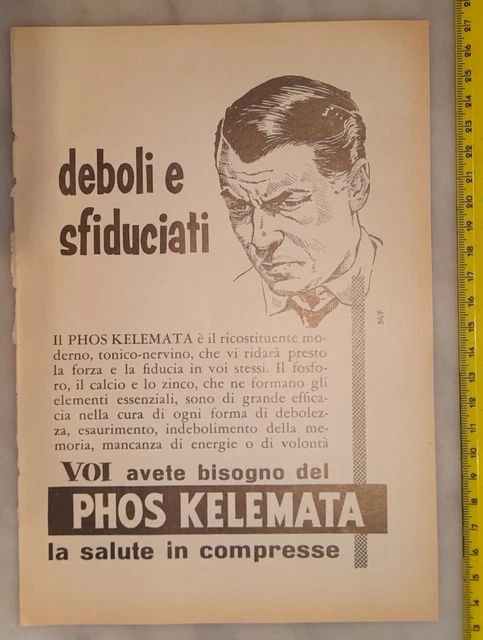 deboli e
sfiduciati
Il PHOS KELEMATA è il ricostituente mo-
derno, tonico-nervino, che vi ridarà presto
la forza e la fiducia in voi stessi. Il fosfo-
ro, il calcio e lo zinco, che ne formano gli
elementi essenziali, sono di grande effica-
cia nella cura di ogni forma di debolez-
za, esaurimento, indebolimento della me-
moria, mancanza di energie o di volontà
VOI avete bisogno del
PHOS KELEMATA
la salute in compresse